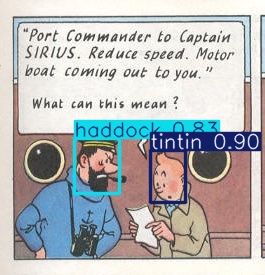 "Port Commander to Captain
SIRIUS. Reduce speed. Motor
boat coming out to you."
What can this mean?
haddock 0.83
tintin 0.90